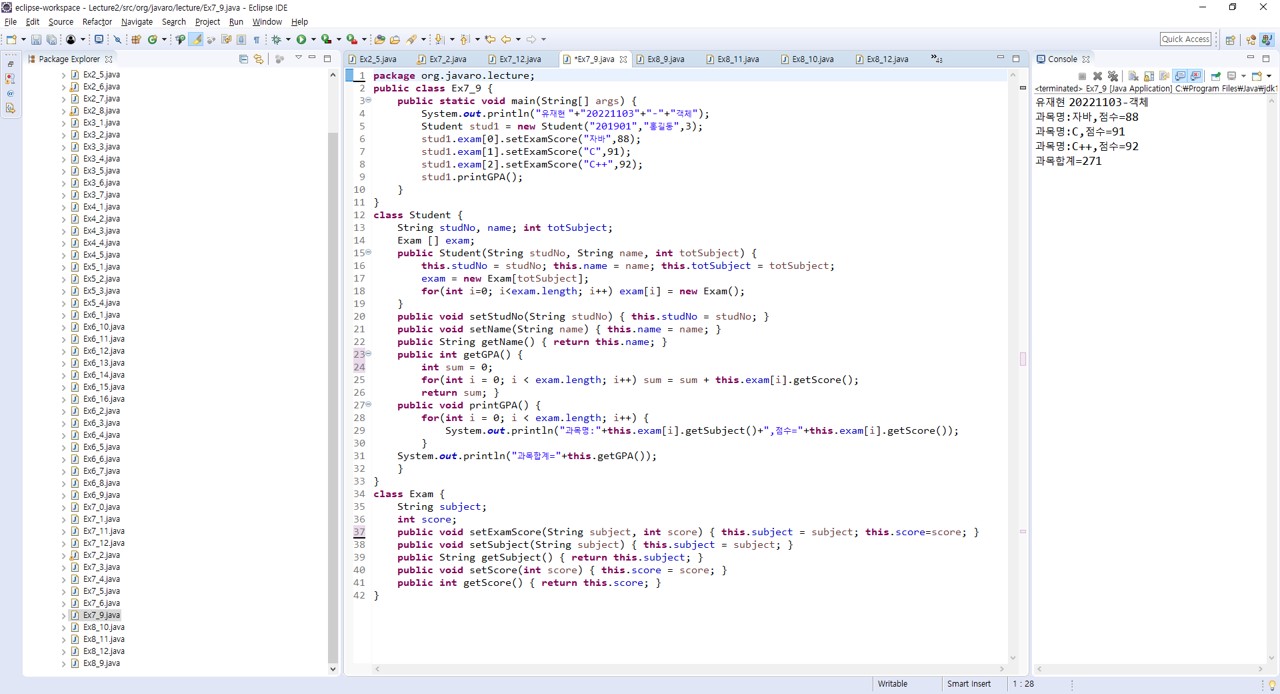 eclipse-workspace - Lecture2/src/org/javaro/lecture/Ex7_9.java - Eclipse IDE
File Edit Source Refactor Navigate Search Project Run Window Help
Quick Access
Package Explorer
Ex2_5.java
Ex2_6.java
Ex2_7.java
Ex2_8.java
Ex3_1.java
Ex3_2.java
Ex3_3.java
Ex3_4.java
Ex3_5.java
Ex3_6.java
Ex3_7.java
Ex4_1.java
Ex4_2.java
Ex4_3.java
Ex4_4.java
Ex4_5.java
Ex5_1.java
Ex5_2.java
Ex5_3.java
Ex5_4.java
Ex6_1.java
Ex6_10.java
Ex6_11.java
Ex6_12.java
Ex6_13.java
Ex6_14.java
Ex6_15.java
Ex6_16.java
Ex6_2.java
Ex6_3.java
Ex6_4.java
Ex6_5.java
Ex6_6.java
Ex6_7.java
Ex6_8.java
Ex6_9.java
Ex7_0.java
Ex7_1.java
Ex7_11.java
Ex7_12.java
Ex7_2.java
Ex7_3.java
Ex7_4.java
Ex7_5.java
Ex7_6.java
Ex7_9.java
Ex8_10.java
Ex8_11.java
Ex8_12.java
Ex8_9.java
Ex2_5.java Ex7_2.java Ex7_12.java *Ex7_9.java Ex8_9.java Ex8_11.java Ex8_10.java Ex8_12.java »43
1 package org.javaro.lecture;
2 public class Ex7_9 {
3 public static void main(String[] args) {
4 System.out.println("유재현 "+"20221103"+"-"+"객체");
5 Student stud1 = new Student("201901","홍길동",3);
6 stud1.exam[0].setExamScore("자바",88);
7 stud1.exam[1].setExamScore("C",91);
8 stud1.exam[2].setExamScore("C++",92);
9 stud1.printGPA();
10 }
11 }
12 class Student {
13 String studNo, name; int totSubject;
14 Exam [] exam;
15 public Student(String studNo, String name, int totSubject) {
16 this.studNo = studNo; this.name = name; this.totSubject = totSubject;
17 exam = new Exam[totSubject];
18 for(int i=0; i<exam.length; i++) exam[i] = new Exam();
19 }
20 public void setStudNo(String studNo) { this.studNo = studNo; }
21 public void setName(String name) { this.name = name; }
22 public String getName() { return this.name; }
23 public int getGPA() {
24 int sum = 0;
25 for(int i = 0; i < exam.length; i++) sum = sum + this.exam[i].getScore();
26 return sum; }
27 public void printGPA() {
28 for(int i = 0; i < exam.length; i++) {
29 System.out.println("과목명:"+this.exam[i].getSubject()+",점수="+this.exam[i].getScore());
30 }
31 System.out.println("과목합계="+this.getGPA());
32 }
33 }
34 class Exam {
35 String subject;
36 int score;
37 public void setExamScore(String subject, int score) { this.subject = subject; this.score=score; }
38 public void setSubject(String subject) { this.subject = subject; }
39 public String getSubject() { return this.subject; }
40 public void setScore(int score) { this.score = score; }
41 public int getScore() { return this.score; }
42 }
Console
<terminated> Ex7_9 [Java Application] C:₩Program Files₩Java₩jdk1
유재현 20221103-객체
과목명:자바,점수=88
과목명:C,점수=91
과목명:C++,점수=92
과목합계=271
Writable Smart Insert 1 : 28